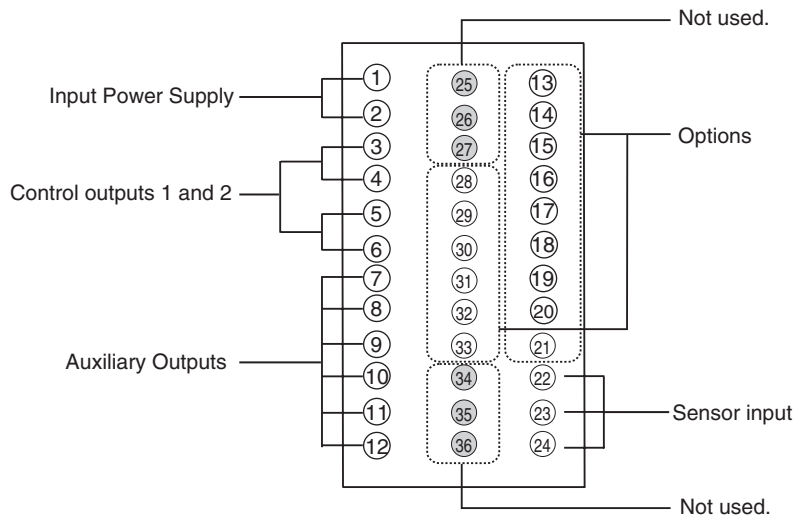 Not used.
1 25 13
Input Power Supply
2 26 14
3 27 15
Options
4 28 16
Control outputs 1 and 2
5 29 17
6 30 18
7 31 19
8 32 20
9 33 21
Auxiliary Outputs
10 34 22
11 35 23
Sensor input
12 36 24
Not used.